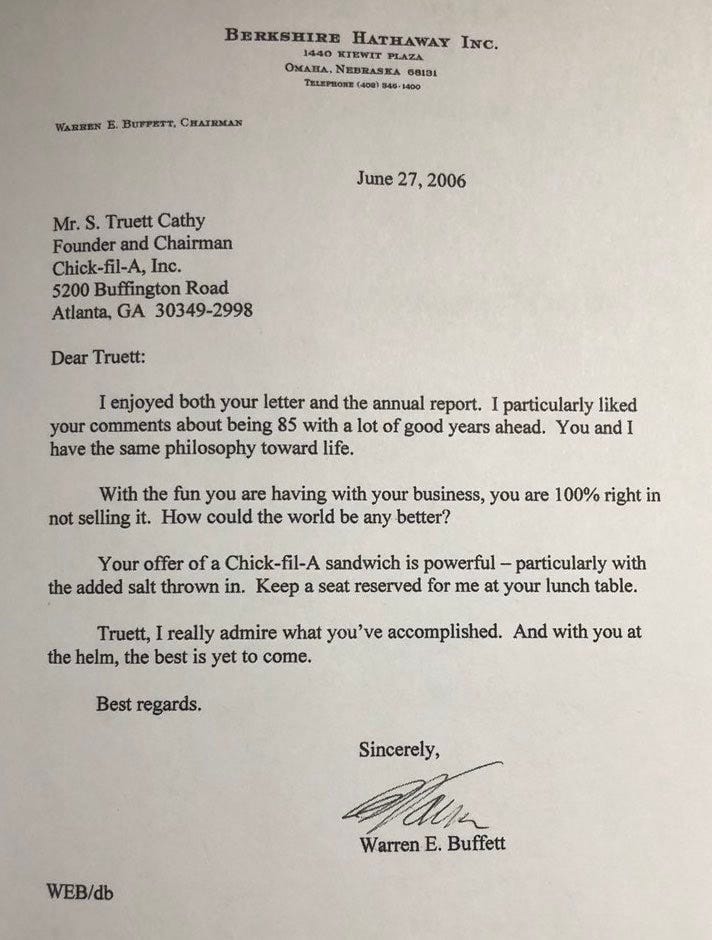 BERKSHIRE HATHAWAY INC.
1440 KIEWIT PLAZA
OMAHA, NEBRASKA 68131
TELEPHONE (402) 346-1400
WARREN E. BUFFETT, CHAIRMAN
June 27, 2006
Mr. S. Truett Cathy
Founder and Chairman
Chick-fil-A, Inc.
5200 Buffington Road
Atlanta, GA 30349-2998
Dear Truett:
I enjoyed both your letter and the annual report. I particularly liked
your comments about being 85 with a lot of good years ahead. You and I
have the same philosophy toward life.
With the fun you are having with your business, you are 100% right in
not selling it. How could the world be any better?
Your offer of a Chick-fil-A sandwich is powerful – particularly with
the added salt thrown in. Keep a seat reserved for me at your lunch table.
Truett, I really admire what you've accomplished. And with you at
the helm, the best is yet to come.
Best regards.
Sincerely,
Warren E. Buffett
WEB/db